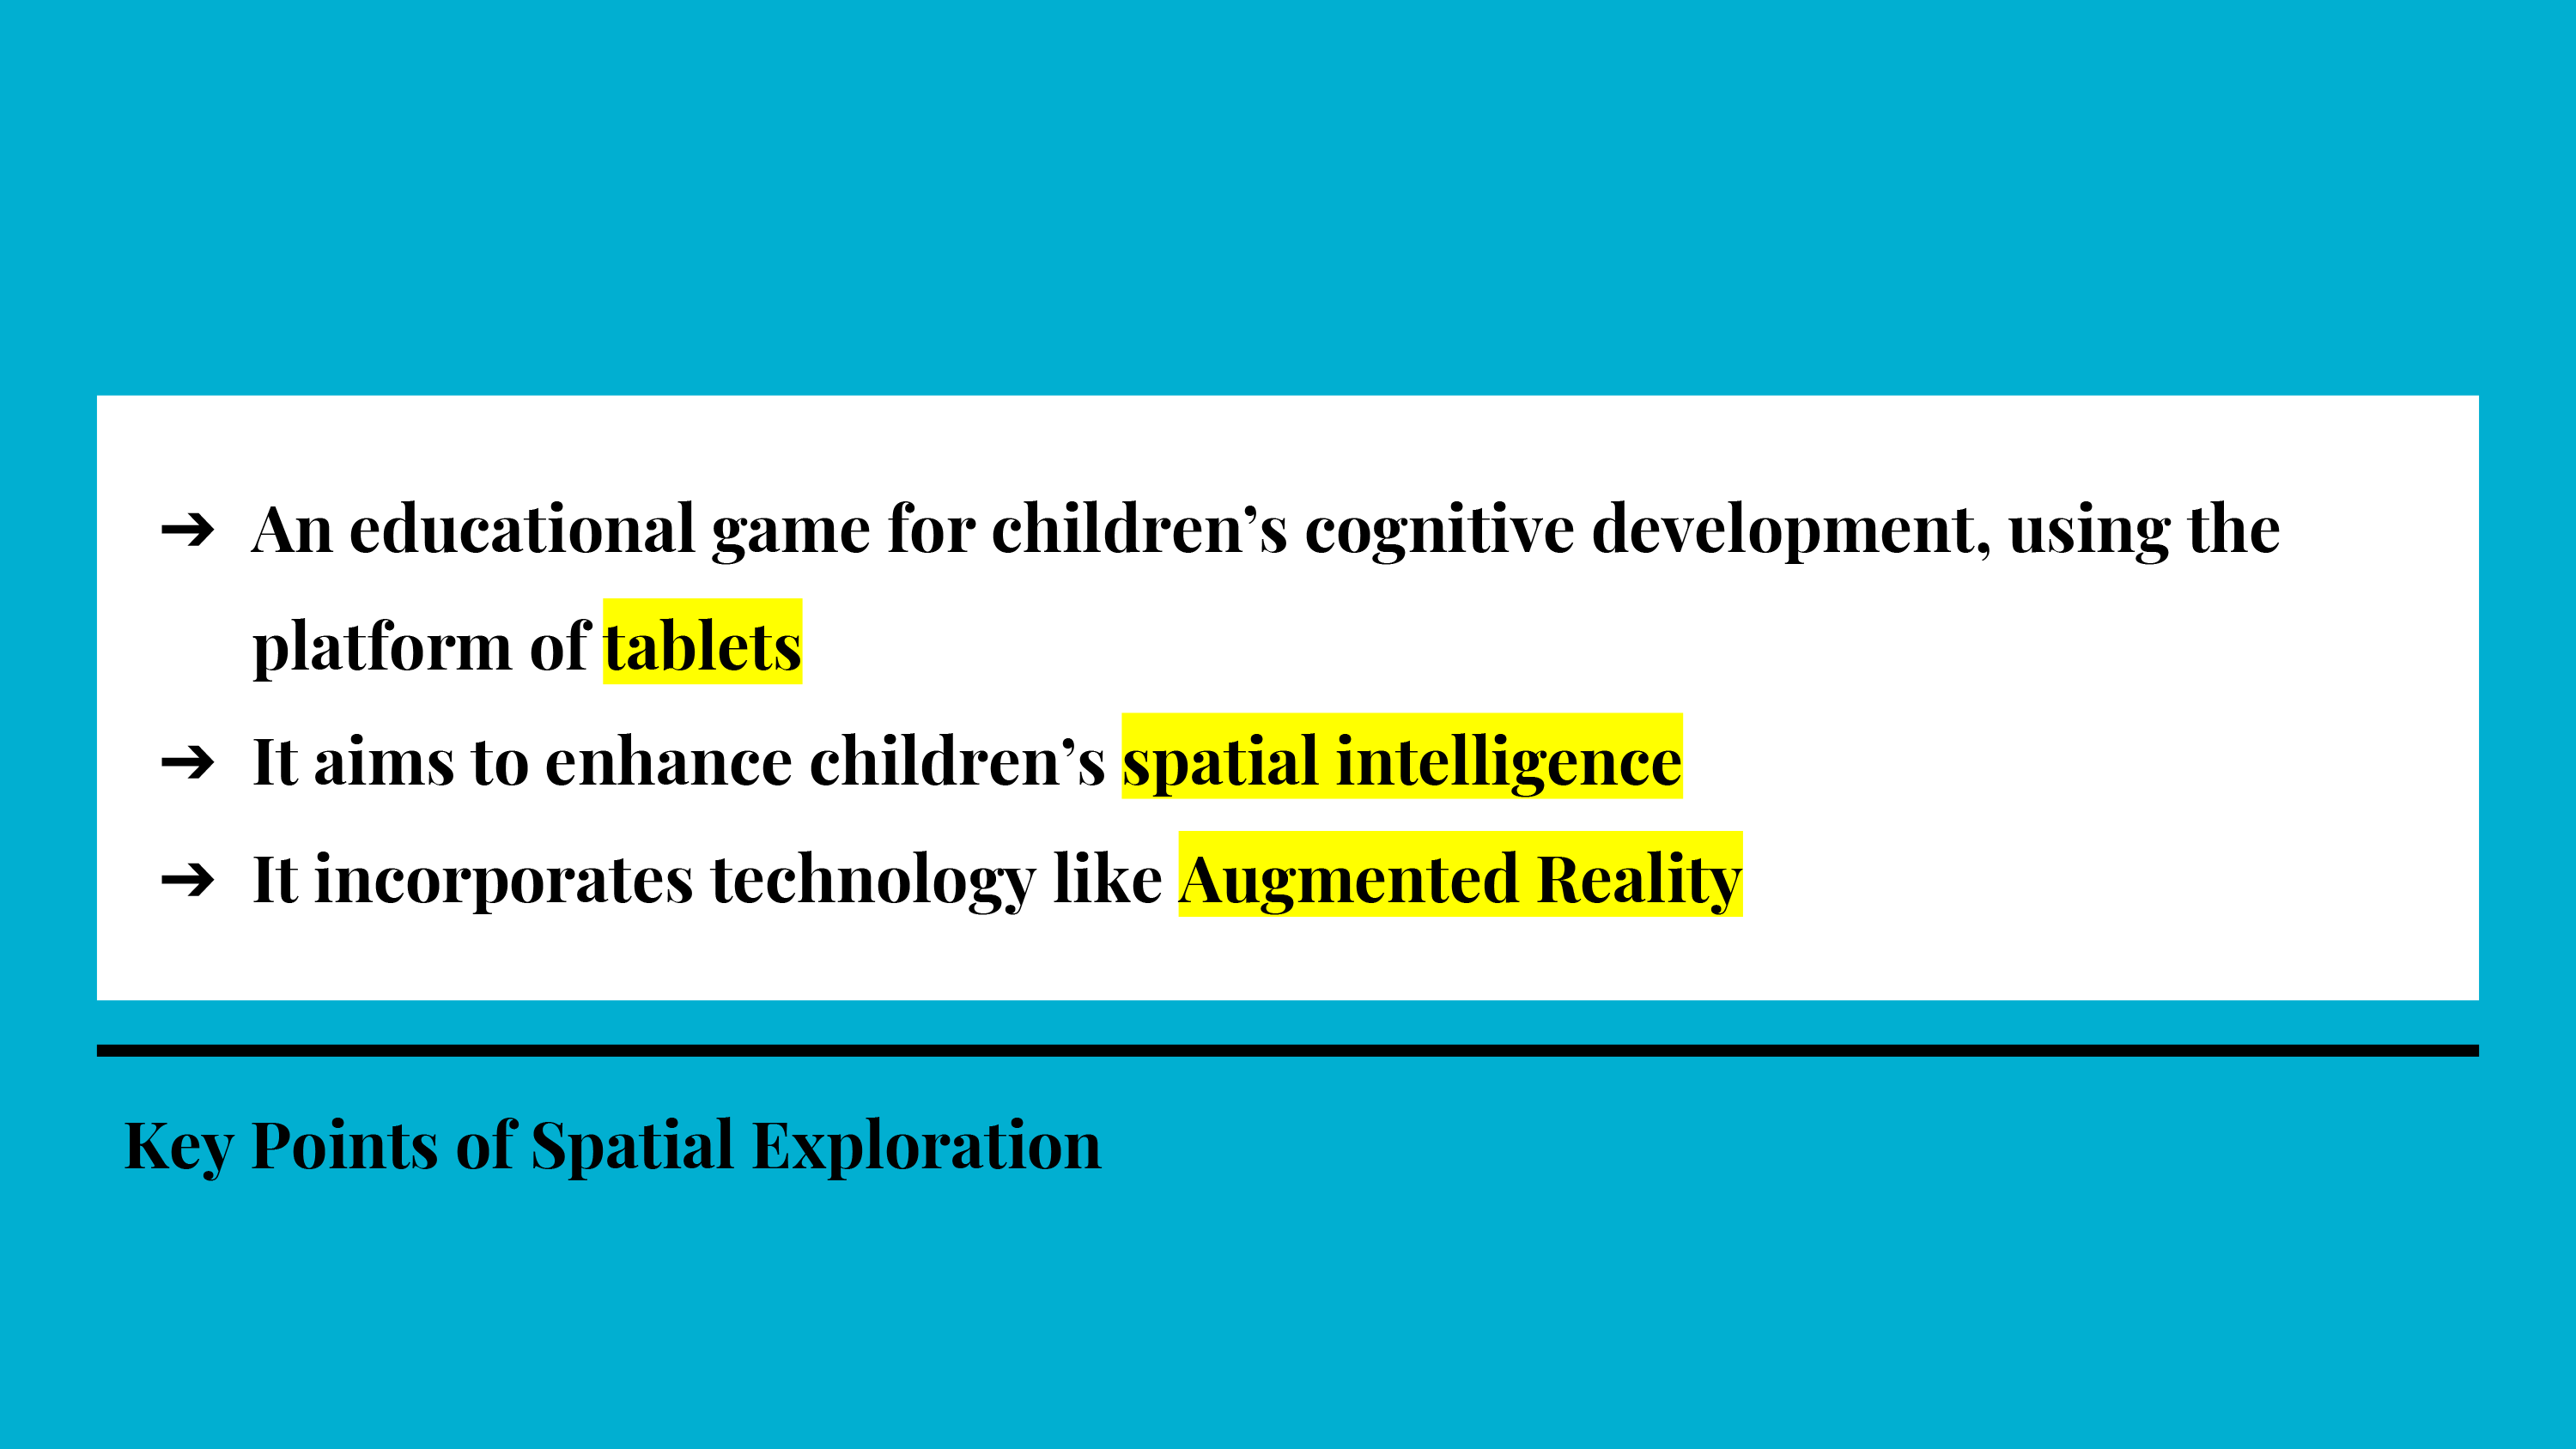 ➔ An educational game for children’s cognitive development, using the
platform of tablets
➔ It aims to enhance children’s spatial intelligence
➔ It incorporates technology like Augmented Reality
Key Points of Spatial Exploration